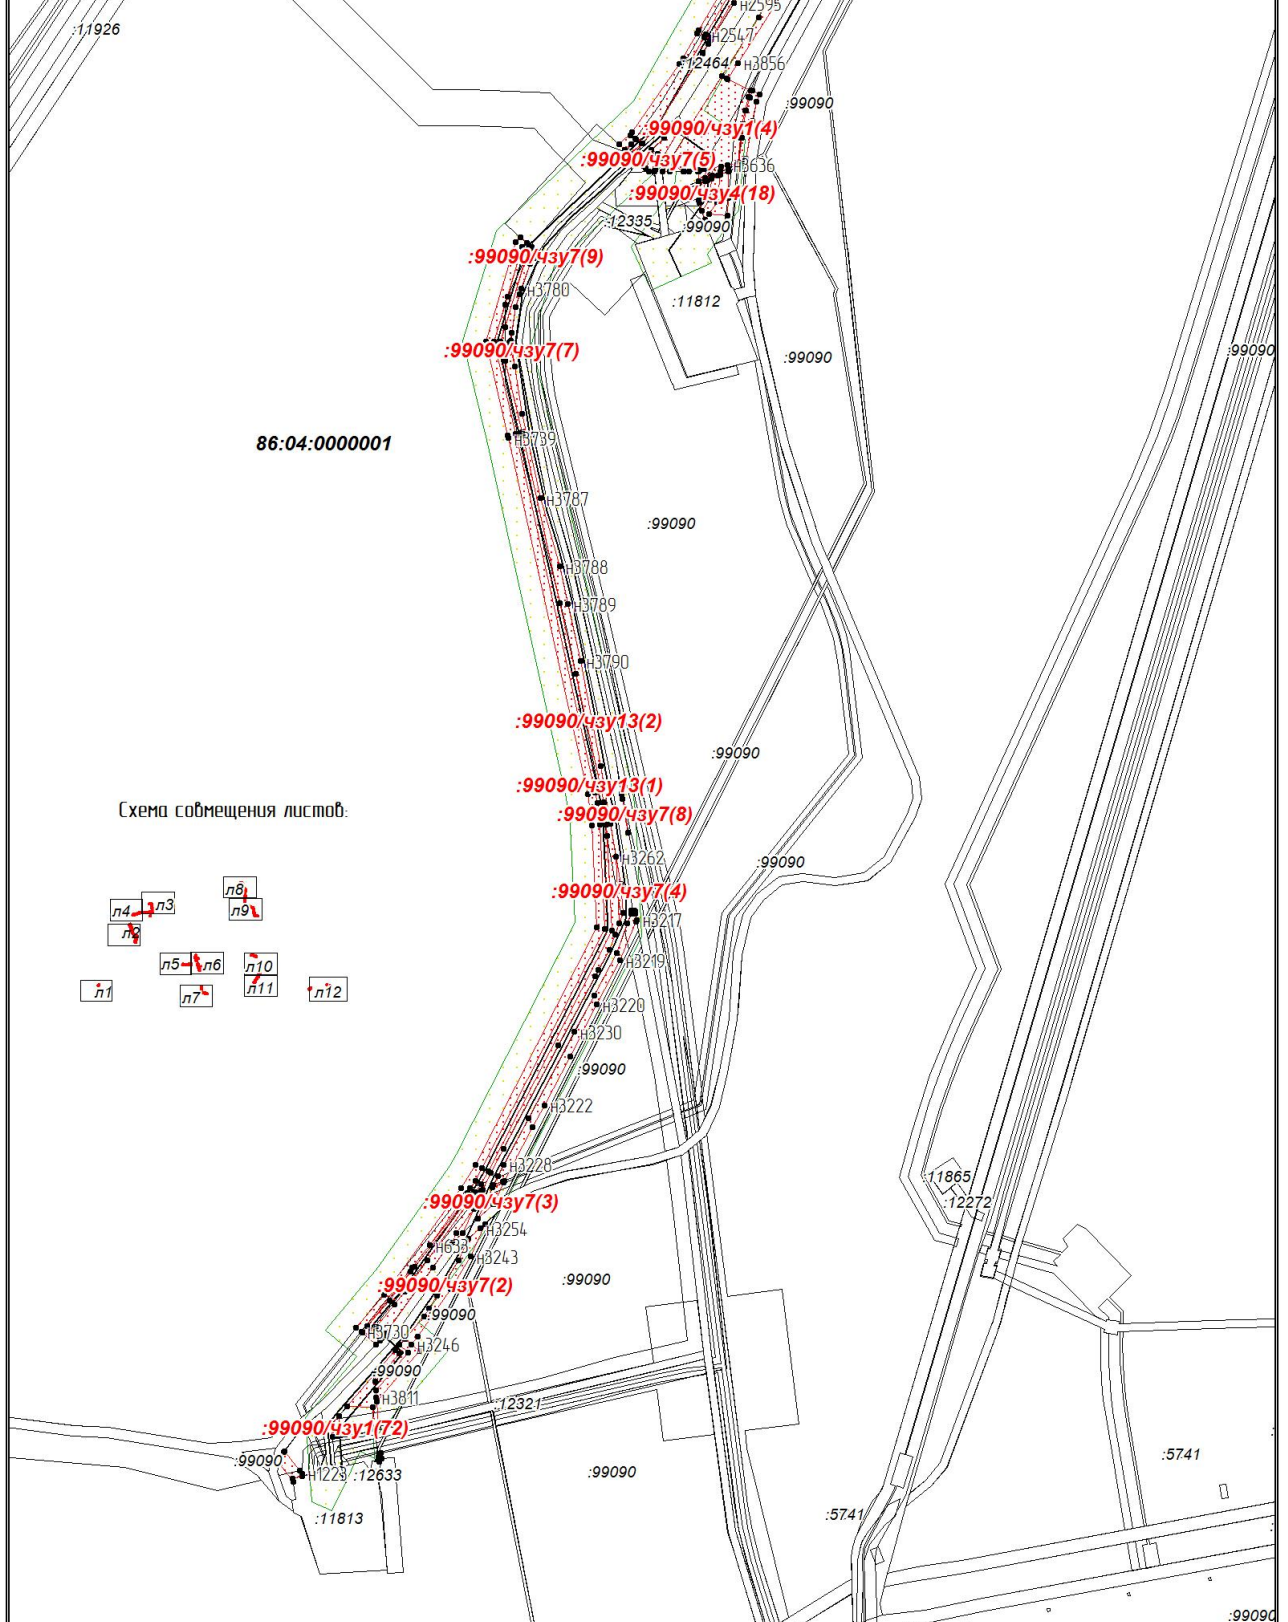 н2595
:11926
н2547
:12464
н3856
:99090
:99090/чзу1(4)
:99090/чзу7(5)
н3636
:99090/чзу4(18)
:12335
:99090
:99090/чзу7(9)
н3780
:11812
:99090/чзу7(7)
:99090
:99090
н3739
86:04:0000001
н3787
:99090
н3788
н3789
н3790
:99090/чзу13(2)
:99090
:99090/чзу13(1)
Схема совмещения листов:
:99090/чзу7(8)
н3262
:99090
:99090/чзу7(4)
л8
л4
л3
л9
н3217
л2
л5
л6
л10
н3219
л1
л7
л11
л12
н3220
н3230
:99090
н3222
н3228
:11865
:99090/чзу7(3)
:12272
н3254
н633
н3243
:99090
:99090/чзу7(2)
:99090
н3730
н3246
:99090
н3811
:12321
:99090/чзу1(72)
:99090
н1223
:12633
:99090
:5741
:11813
:5741
:99090